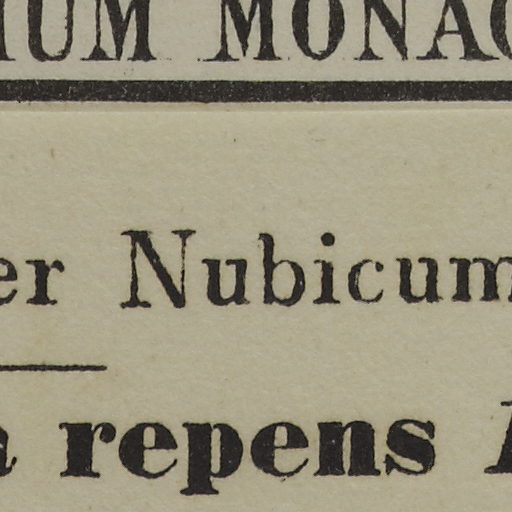 IUM MONAC
er Nubicum
a repens